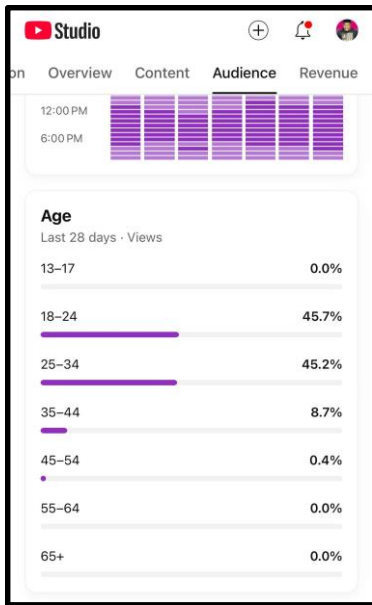 Studio
on Overview Content Audience Revenue
12:00 PM
6:00 PM
Age
Last 28 days · Views
13–17 0.0%
18–24 45.7%
25–34 45.2%
35–44 8.7%
45–54 0.4%
55–64 0.0%
65+ 0.0%